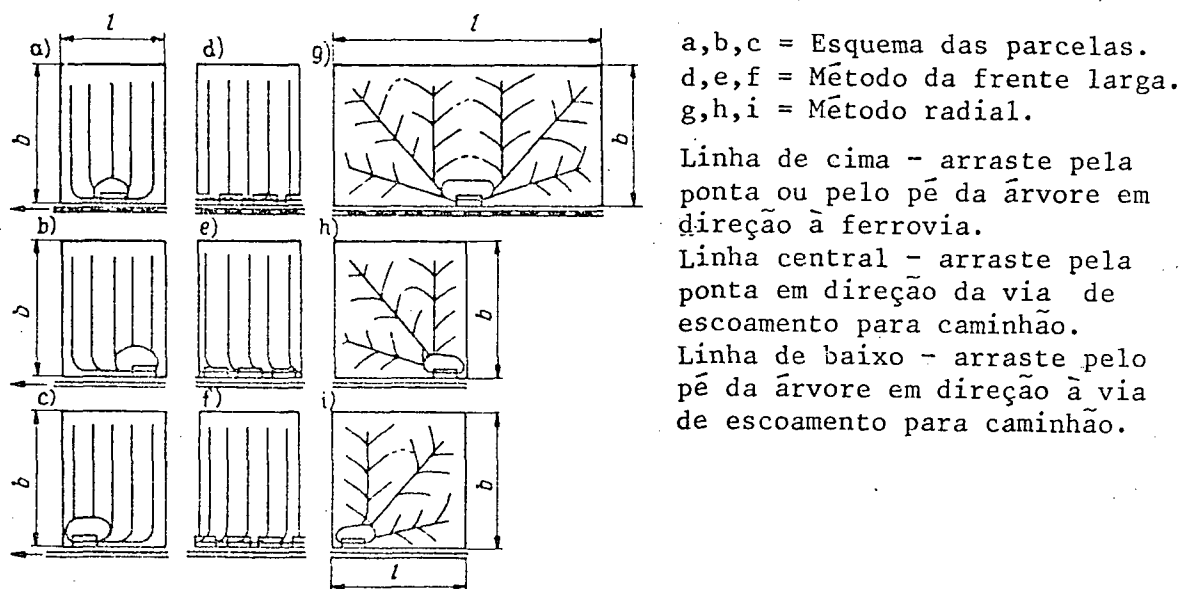 l
l
a)
d)
g)
b
b
b)
e)
h)
b
b
c)
f)
i)
b
b
l
a,b,c = Esquema das parcelas.
d,e,f = Método da frente larga.
g,h,i = Método radial.
Linha de cima - arraste pela
ponta ou pelo pé da árvore em
direção à ferrovia.
Linha central - arraste pela
ponta em direção da via de
escoamento para caminhão.
Linha de baixo - arraste pelo
pé da árvore em direção à via
de escoamento para caminhão.